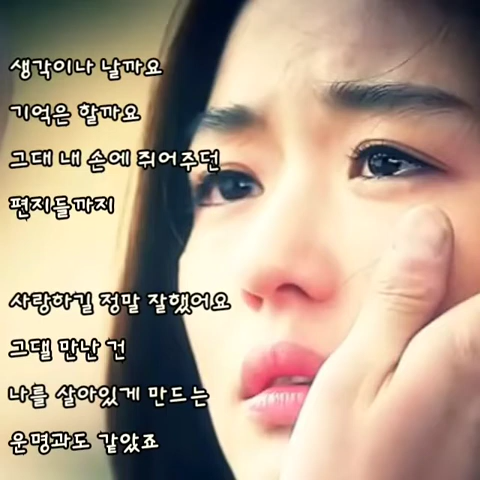 생각이나 날까요
기억은 할까요
그대 내 손에 쥐어주던
편지들까지
사랑하길 정말 잘했어요
그댈 만난 건
나를 살아있게 만드는
운명과도 같았죠